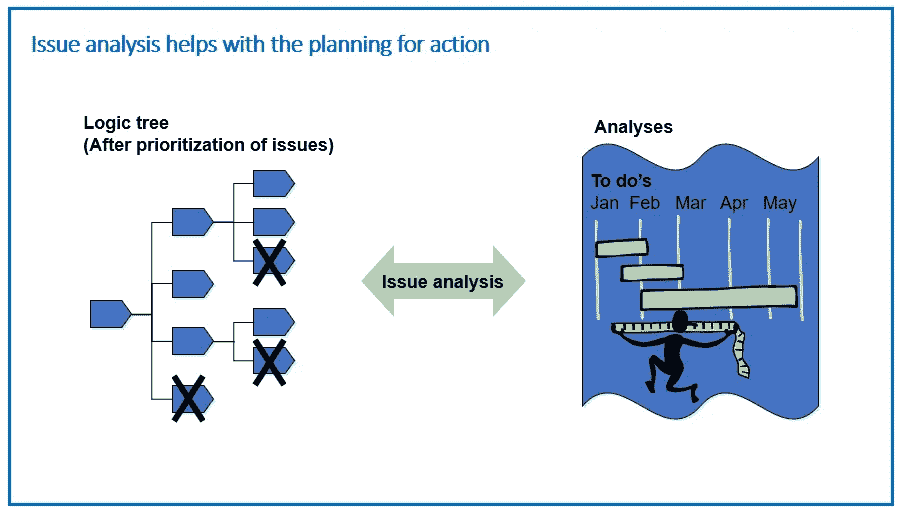 Issue analysis helps with the planning for action
Logic tree
(After prioritization of issues)
Issue analysis
Analyses
To do's
Jan Feb Mar Apr May